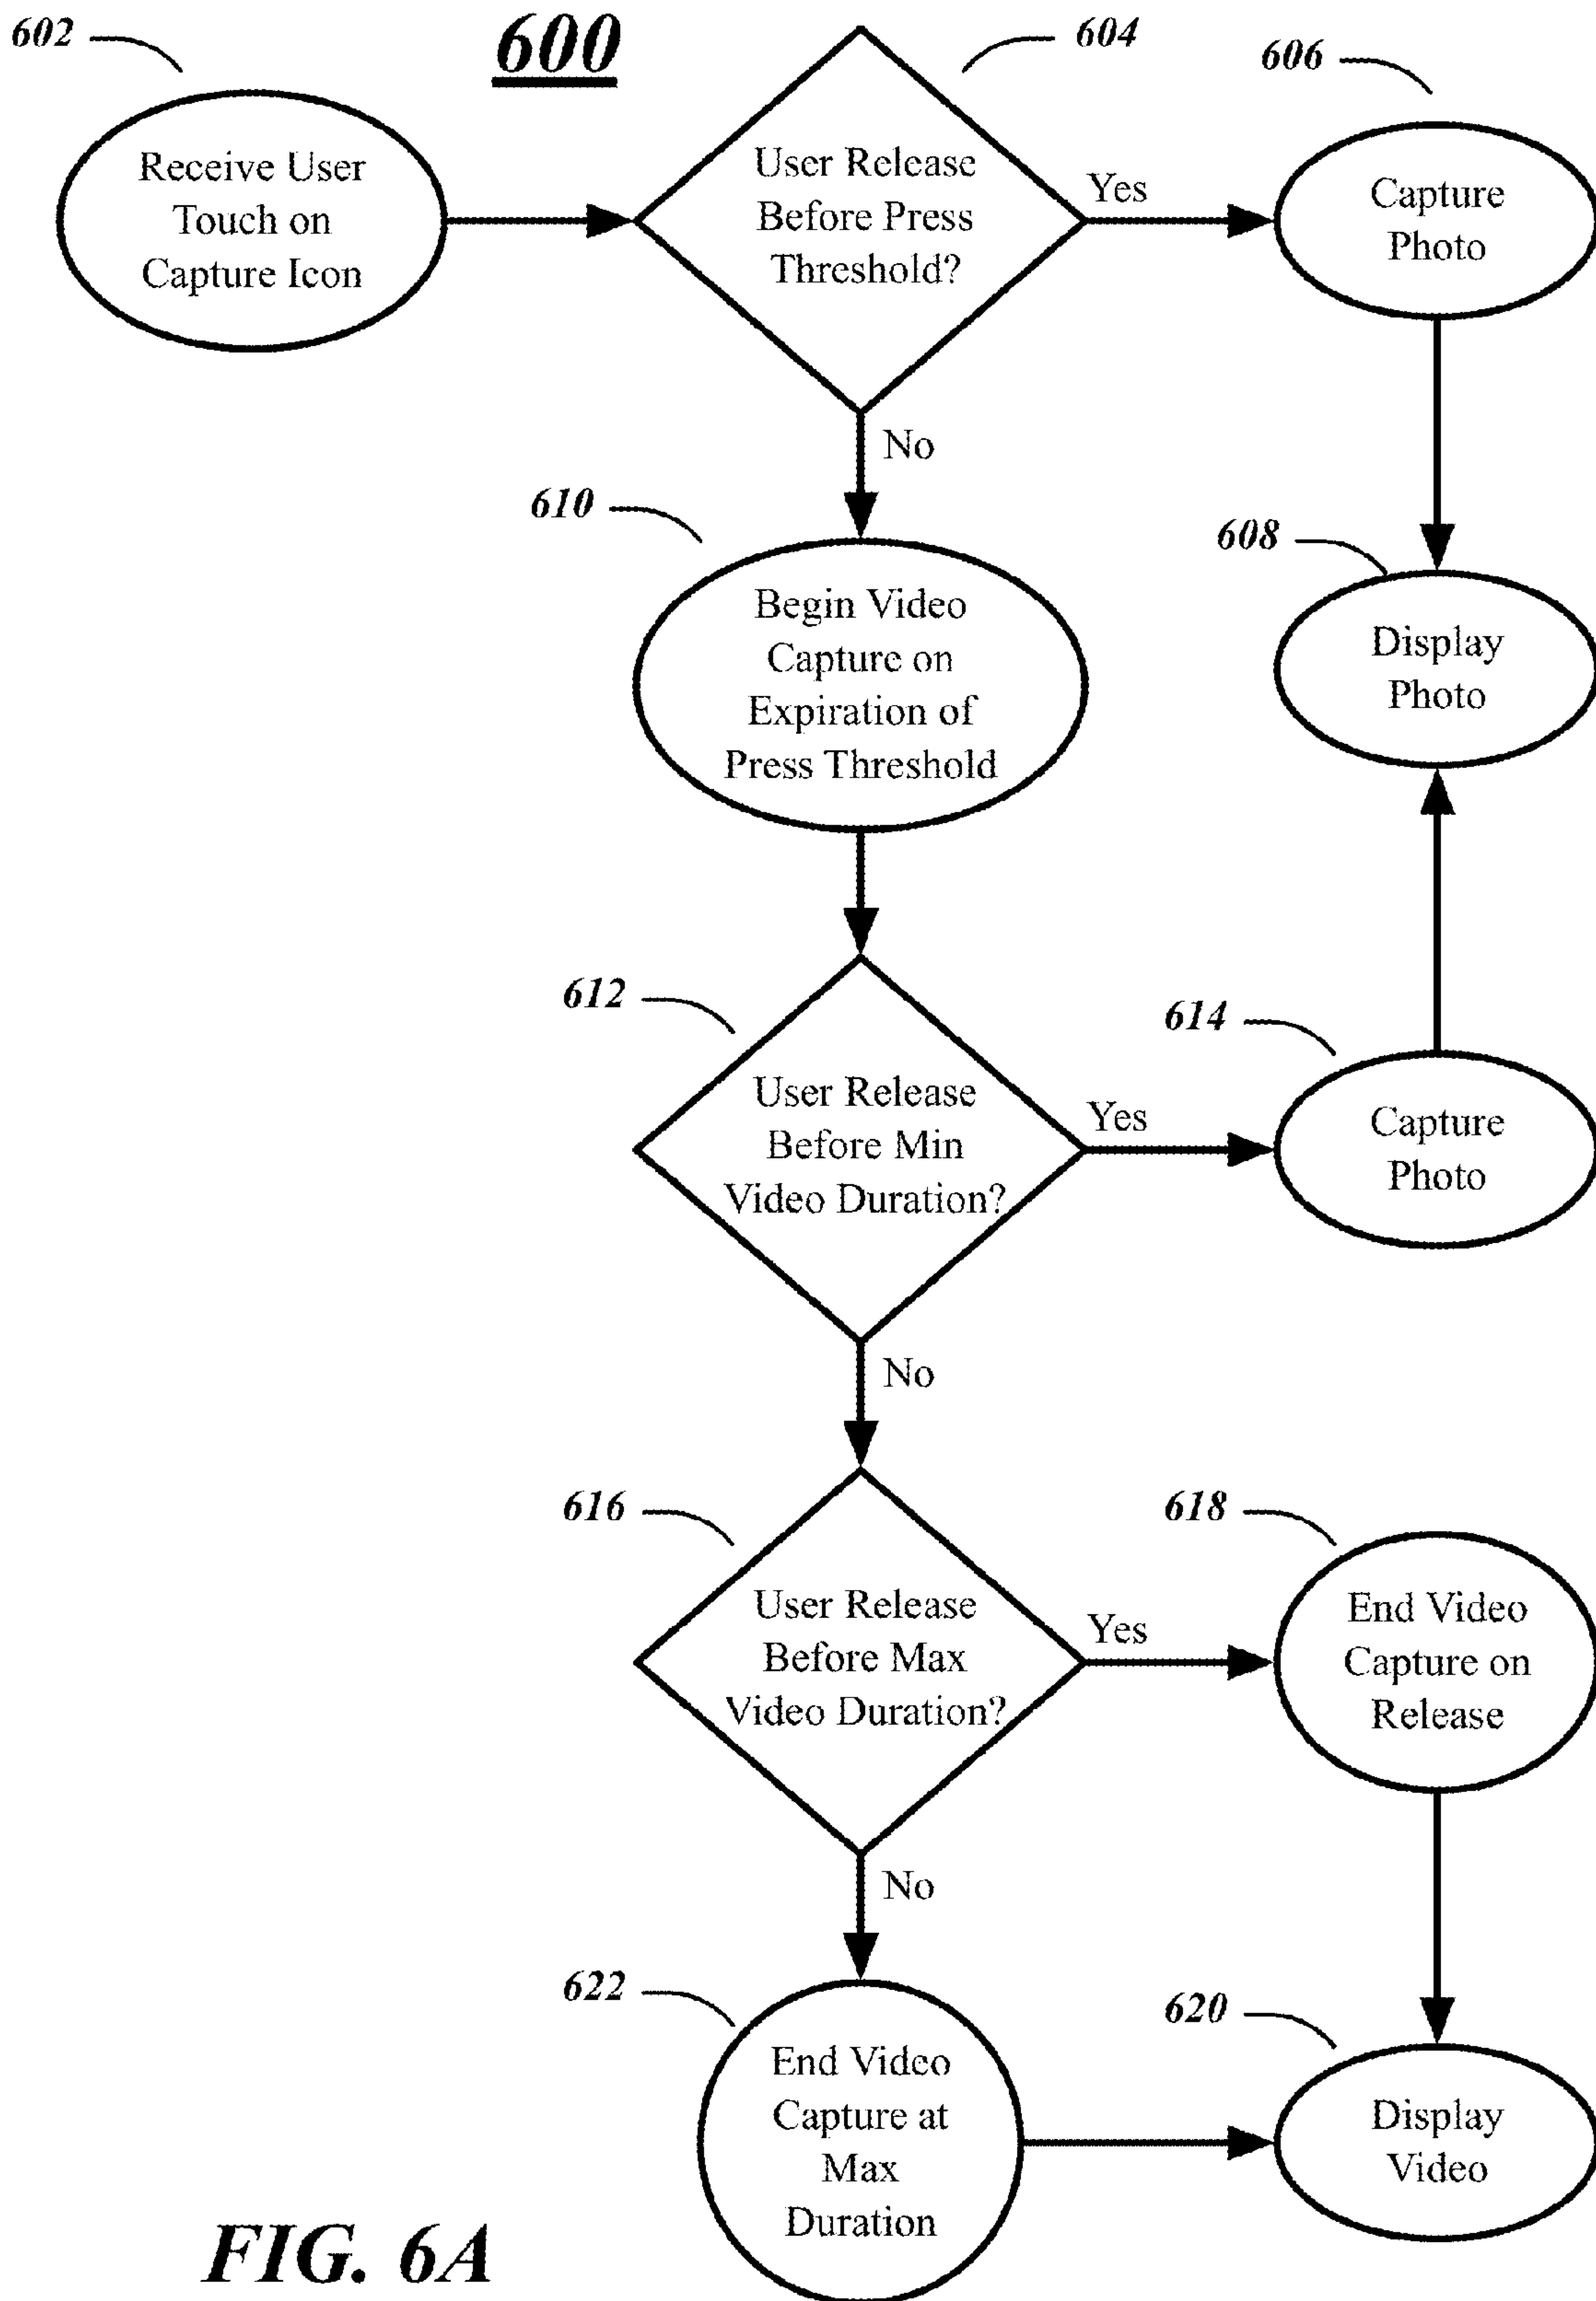 602
600
604
606
Receive User
Touch on
Capture Icon
User Release
Before Press
Threshold?
Yes
Capture
Photo
No
610
608
Begin Video
Capture on
Expiration of
Press Threshold
Display
Photo
612
614
User Release
Before Min
Video Duration?
Yes
Capture
Photo
No
616
618
User Release
Before Max
Video Duration?
Yes
End Video
Capture on
Release
No
622
620
End Video
Capture at
Max
Duration
Display
Video
FIG. 6A